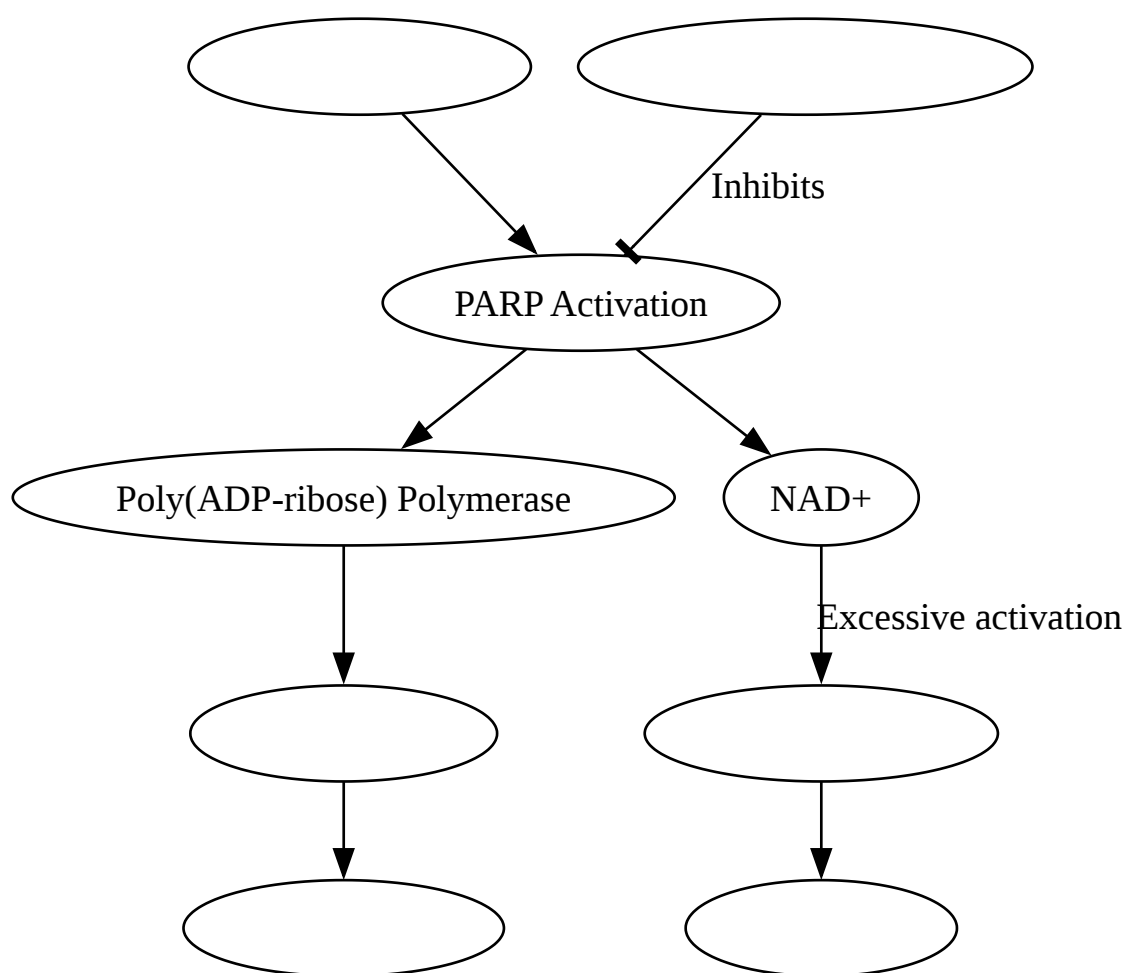 Inhibits
PARP Activation
Poly(ADP-ribose) Polymerase
NAD+
Excessive activation